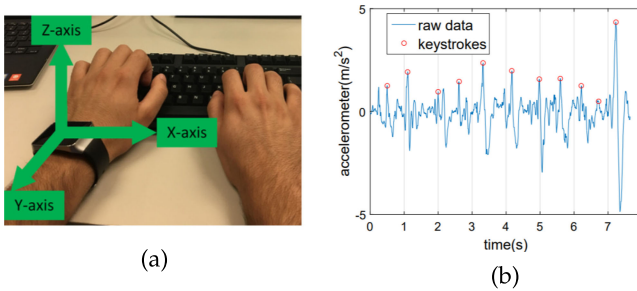 Z-axis
X-axis
Y-axis
(a)
raw data
keystrokes
accelerometer(m/s²)
5
0
-5
0 1 2 3 4 5 6 7
time(s)
(b)